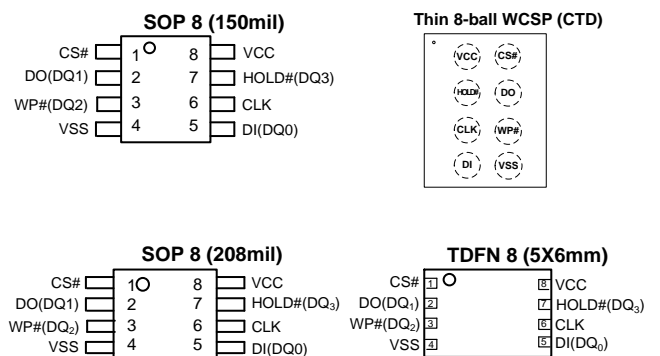 SOP 8 (150mil)
CS# 1 8 VCC
DO(DQ1) 2 7 HOLD#(DQ3)
WP#(DQ2) 3 6 CLK
VSS 4 5 DI(DQ0)
Thin 8-ball WCSP (CTD)
VCC CS#
HOLD# DO
CLK WP#
DI VSS
SOP 8 (208mil)
CS# 1 8 VCC
DO(DQ1) 2 7 HOLD#(DQ₃)
WP#(DQ₂) 3 6 CLK
VSS 4 5 DI(DQ0)
TDFN 8 (5X6mm)
CS# 1 8 VCC
DO(DQ₁) 2 7 HOLD#(DQ₃)
WP#(DQ₂) 3 6 CLK
VSS 4 5 DI(DQ₀)